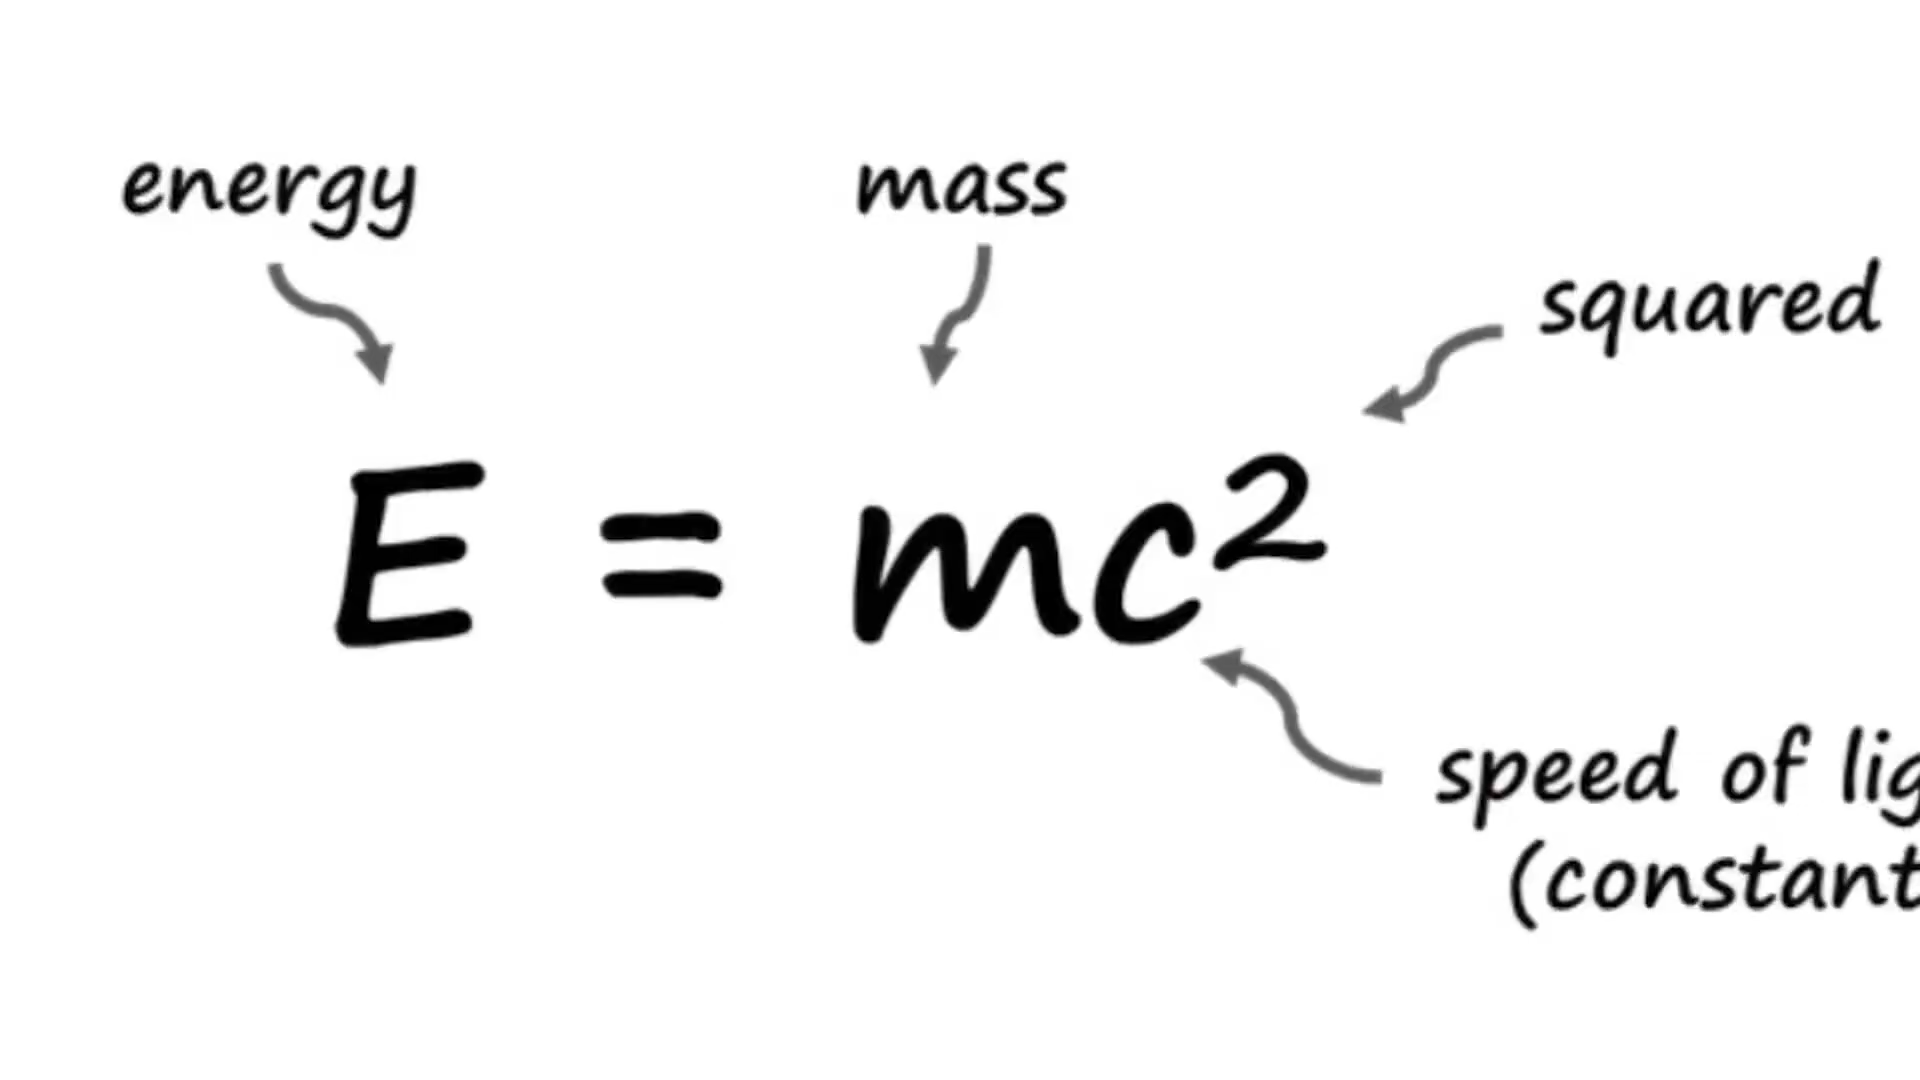 energy
mass
squared
E = mc²
speed of lig
(constant